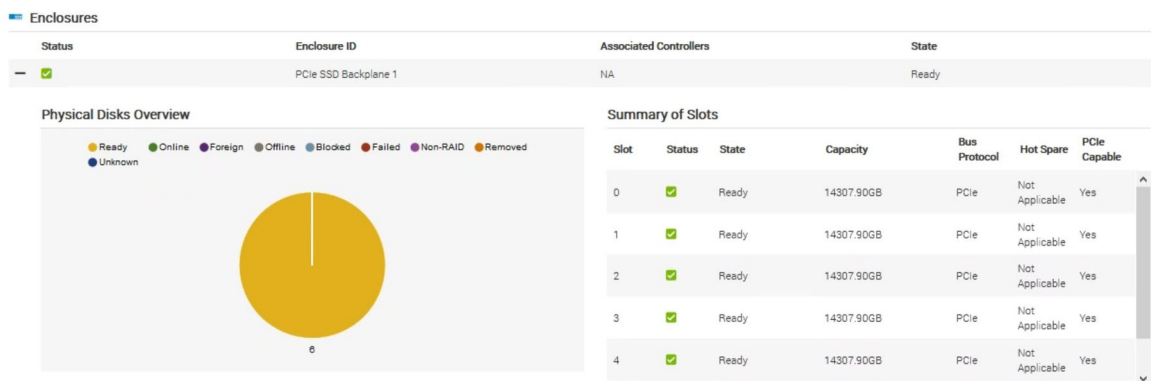 Enclosures
Status Enclosure ID Associated Controllers State
PCIe SSD Backplane 1 NA Ready
Physical Disks Overview
Ready Online Foreign Offline Blocked Failed Non-RAID Removed
Unknown
6
Summary of Slots
Slot Status State Capacity Bus Protocol Hot Spare PCIe Capable
0 Ready 14307.90GB PCIe Not Applicable Yes
1 Ready 14307.90GB PCIe Not Applicable Yes
2 Ready 14307.90GB PCIe Not Applicable Yes
3 Ready 14307.90GB PCIe Not Applicable Yes
4 Ready 14307.90GB PCIe Not Applicable Yes